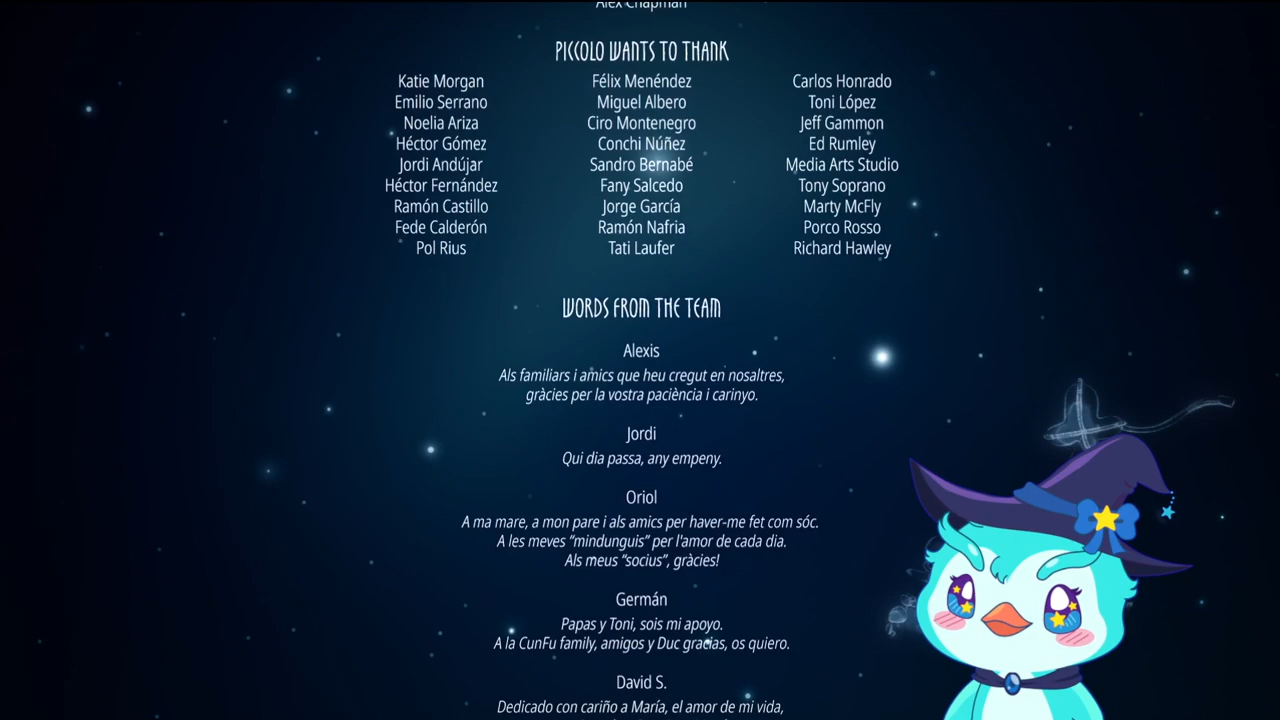 Alex Chapman
PICCOLO WANTS TO THANK
Katie Morgan
Emilio Serrano
Noelia Ariza
Héctor Gómez
Jordi Andújar
Héctor Fernández
Ramón Castillo
Fede Calderón
Pol Rius
Félix Menéndez
Miguel Albero
Ciro Montenegro
Conchi Núñez
Sandro Bernabé
Fany Salcedo
Jorge García
Ramón Nafria
Tati Laufer
Carlos Honrado
Toni López
Jeff Gammon
Ed Rumley
Media Arts Studio
Tony Soprano
Marty McFly
Porco Rosso
Richard Hawley
WORDS FROM THE TEAM
Alexis
Als familiars i amics que heu cregut en nosaltres,
gràcies per la vostra paciència i carinyo.
Jordi
Qui dia passa, any empeny.
Oriol
A ma mare, a mon pare i als amics per haver-me fet com sóc.
A les meves “mindunguis” per l'amor de cada dia.
Als meus “socius”, gràcies!
Germán
Papas y Toni, sois mi apoyo.
A la CunFu family, amigos y Duc gracias, os quiero.
David S.
Dedicado con cariño a María, el amor de mi vida,